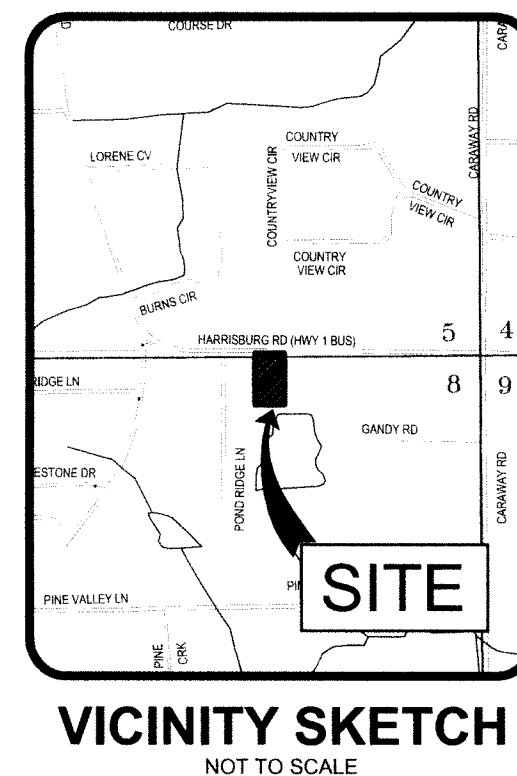 COURSE DR
CARAWAY RD
LORENE CV
COUNTRY
VIEW CIR
COUNTRYVIEW CIR
COUNTRY
VIEW CIR
COUNTRY
VIEW CIR
BURNS CIR
HARRISBURG RD (HWY 1 BUS)
5 4
RIDGE LN
8 9
GANDY RD
ESTONE DR
POND RIDGE LN
CARAWAY RD
SITE
PINE VALLEY LN
PINE
CRK
VICINITY SKETCH
NOT TO SCALE